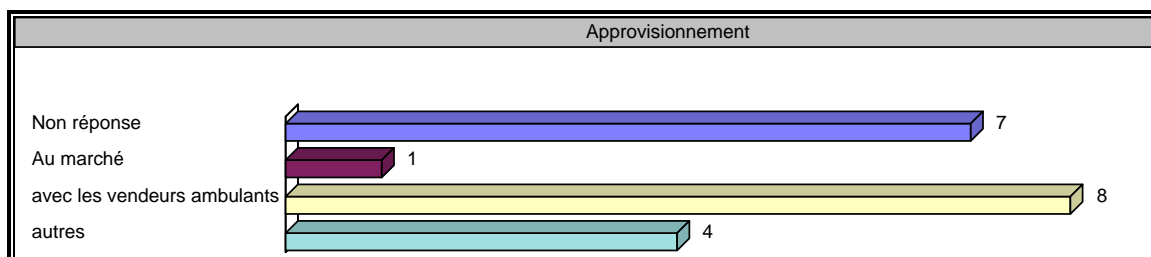 Approvisionnement
Non réponse 7
Au marché 1
avec les vendeurs ambulants 8
autres 4